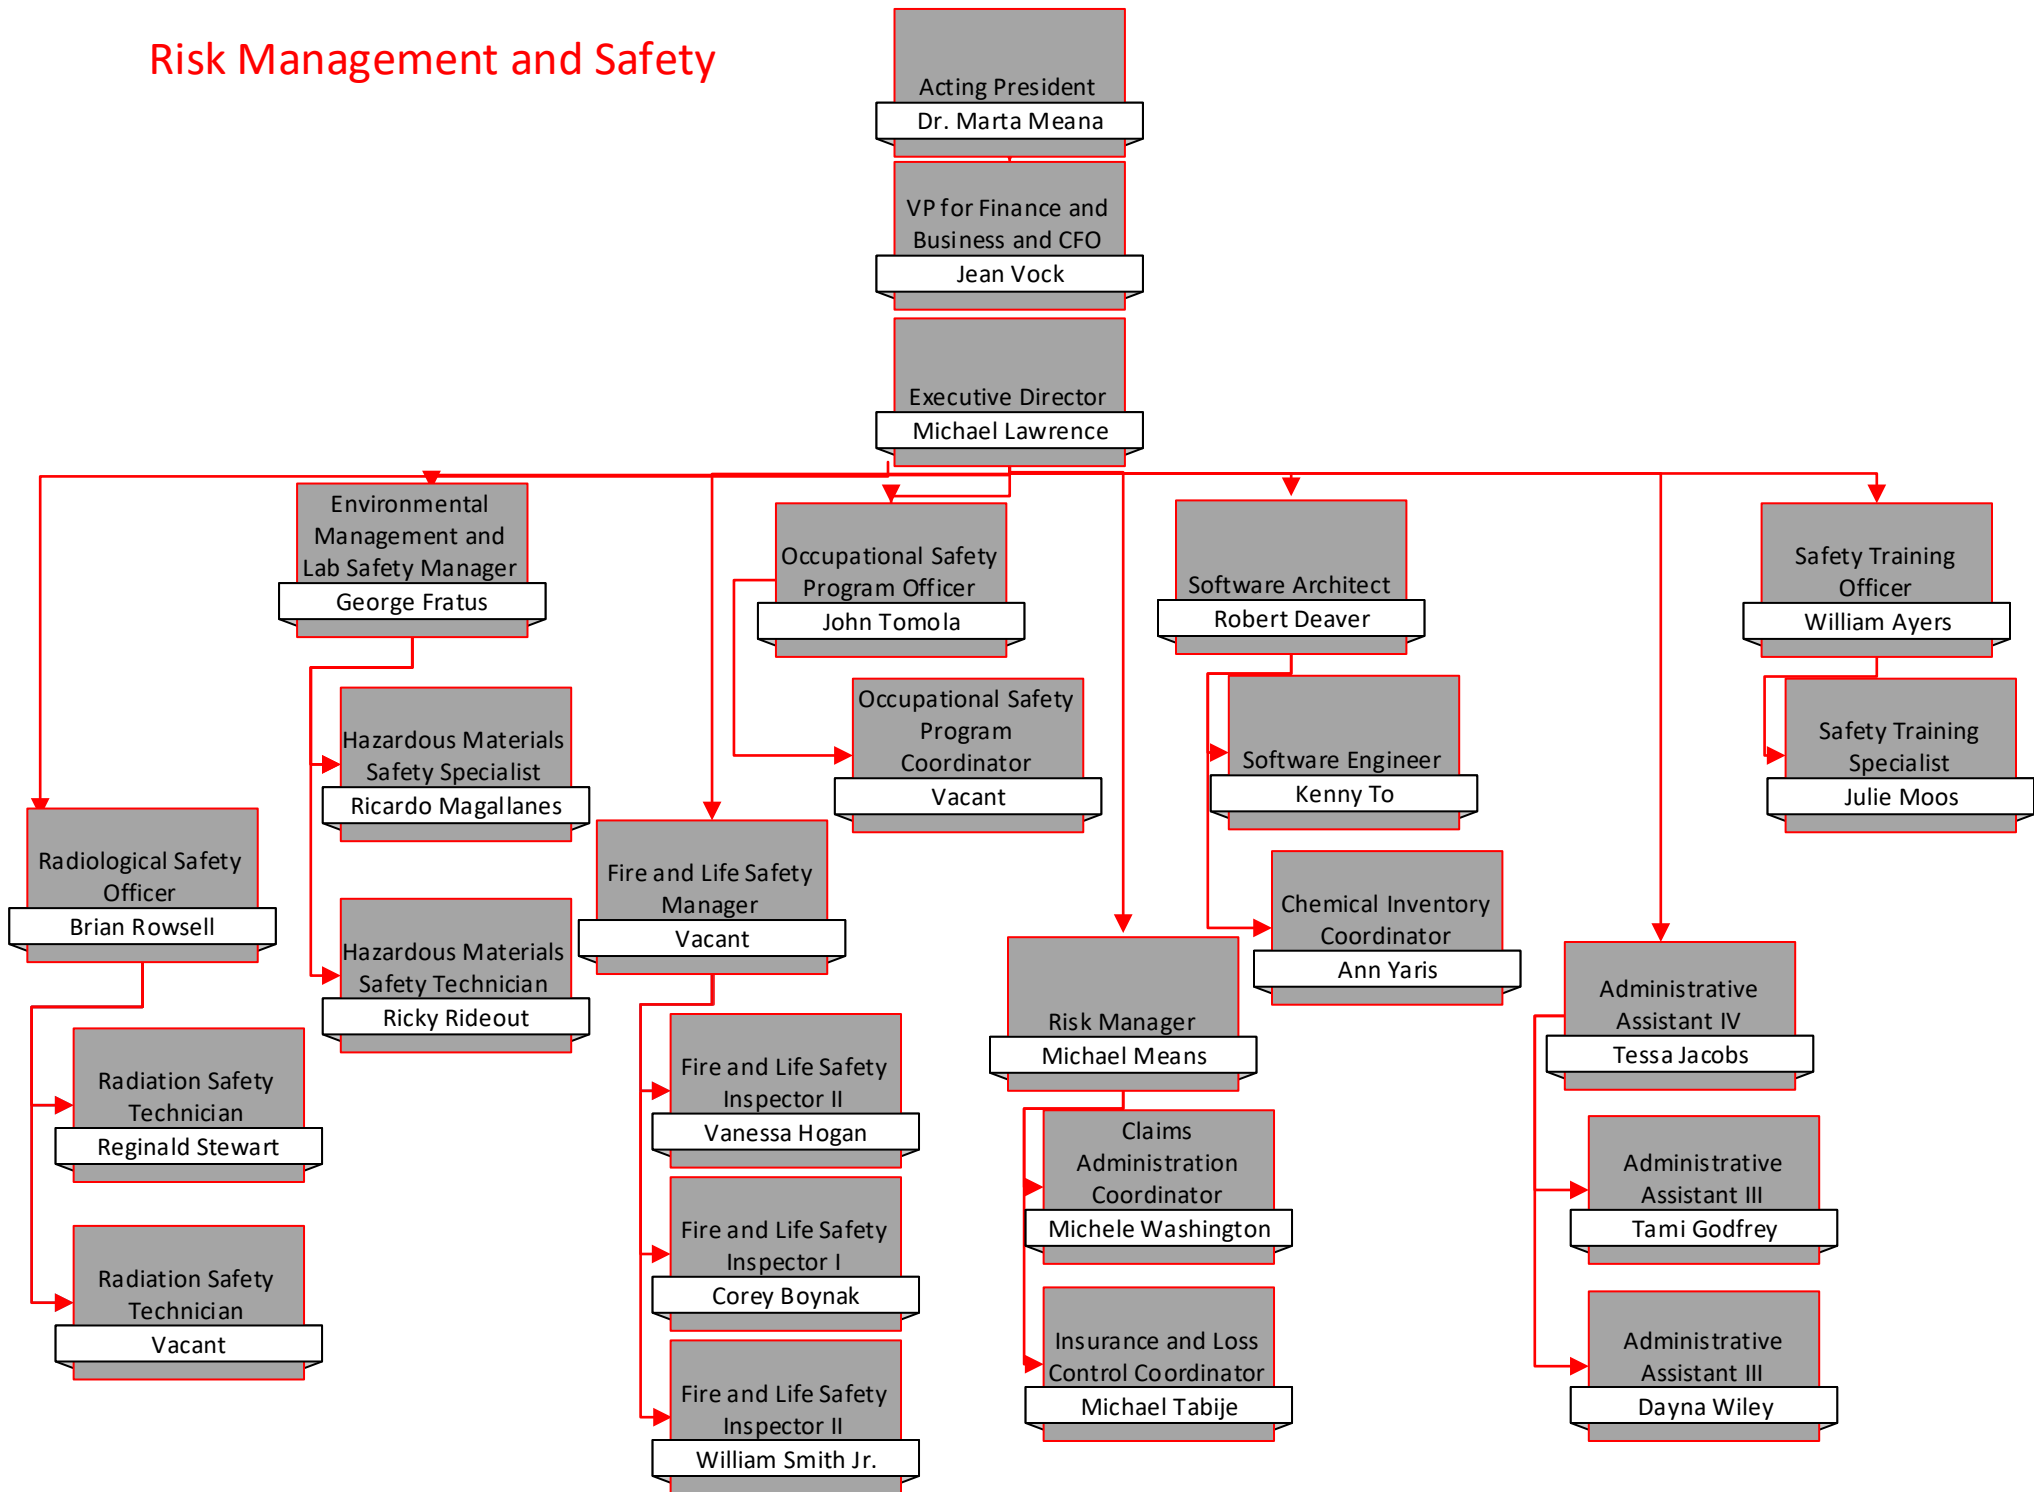 Risk Management and Safety
Acting President
Dr. Marta Meana
VP for Finance and
Business and CFO
Jean Vock
Executive Director
Michael Lawrence
Radiological Safety
Officer
Brian Rowsell
Radiation Safety
Technician
Reginald Stewart
Radiation Safety
Technician
Vacant
Environmental
Management and
Lab Safety Manager
George Fratus
Hazardous Materials
Safety Specialist
Ricardo Magallanes
Hazardous Materials
Safety Technician
Ricky Rideout
Fire and Life Safety
Manager
Vacant
Fire and Life Safety
Inspector II
Vanessa Hogan
Fire and Life Safety
Inspector I
Corey Boynak
Fire and Life Safety
Inspector II
William Smith Jr.
Occupational Safety
Program Officer
John Tomola
Occupational Safety
Program
Coordinator
Vacant
Risk Manager
Michael Means
Claims
Administration
Coordinator
Michele Washington
Insurance and Loss
Control Coordinator
Michael Tabije
Software Architect
Robert Deaver
Software Engineer
Kenny To
Chemical Inventory
Coordinator
Ann Yaris
Administrative
Assistant IV
Tessa Jacobs
Administrative
Assistant III
Tami Godfrey
Administrative
Assistant III
Dayna Wiley
Safety Training
Officer
William Ayers
Safety Training
Specialist
Julie Moos